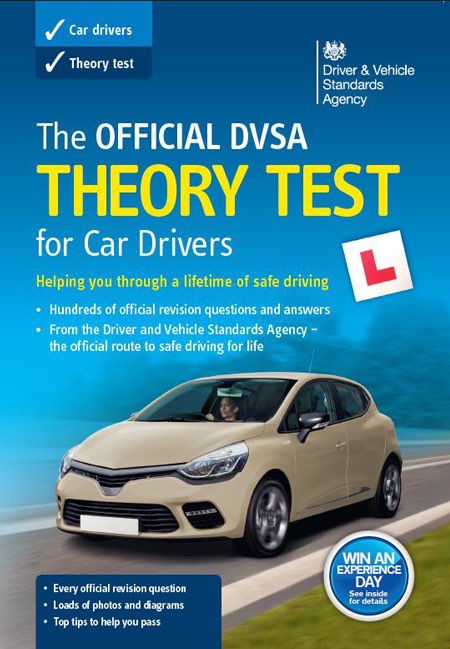 ✓ Car drivers
✓ Theory test
Driver & Vehicle
Standards
Agency
The OFFICIAL DVSA
THEORY TEST
for Car Drivers
L
Helping you through a lifetime of safe driving
• Hundreds of official revision questions and answers
• From the Driver and Vehicle Standards Agency –
the official route to safe driving for life
• Every official revision question
• Loads of photos and diagrams
• Top tips to help you pass
WIN AN
EXPERIENCE
DAY
See inside
for details